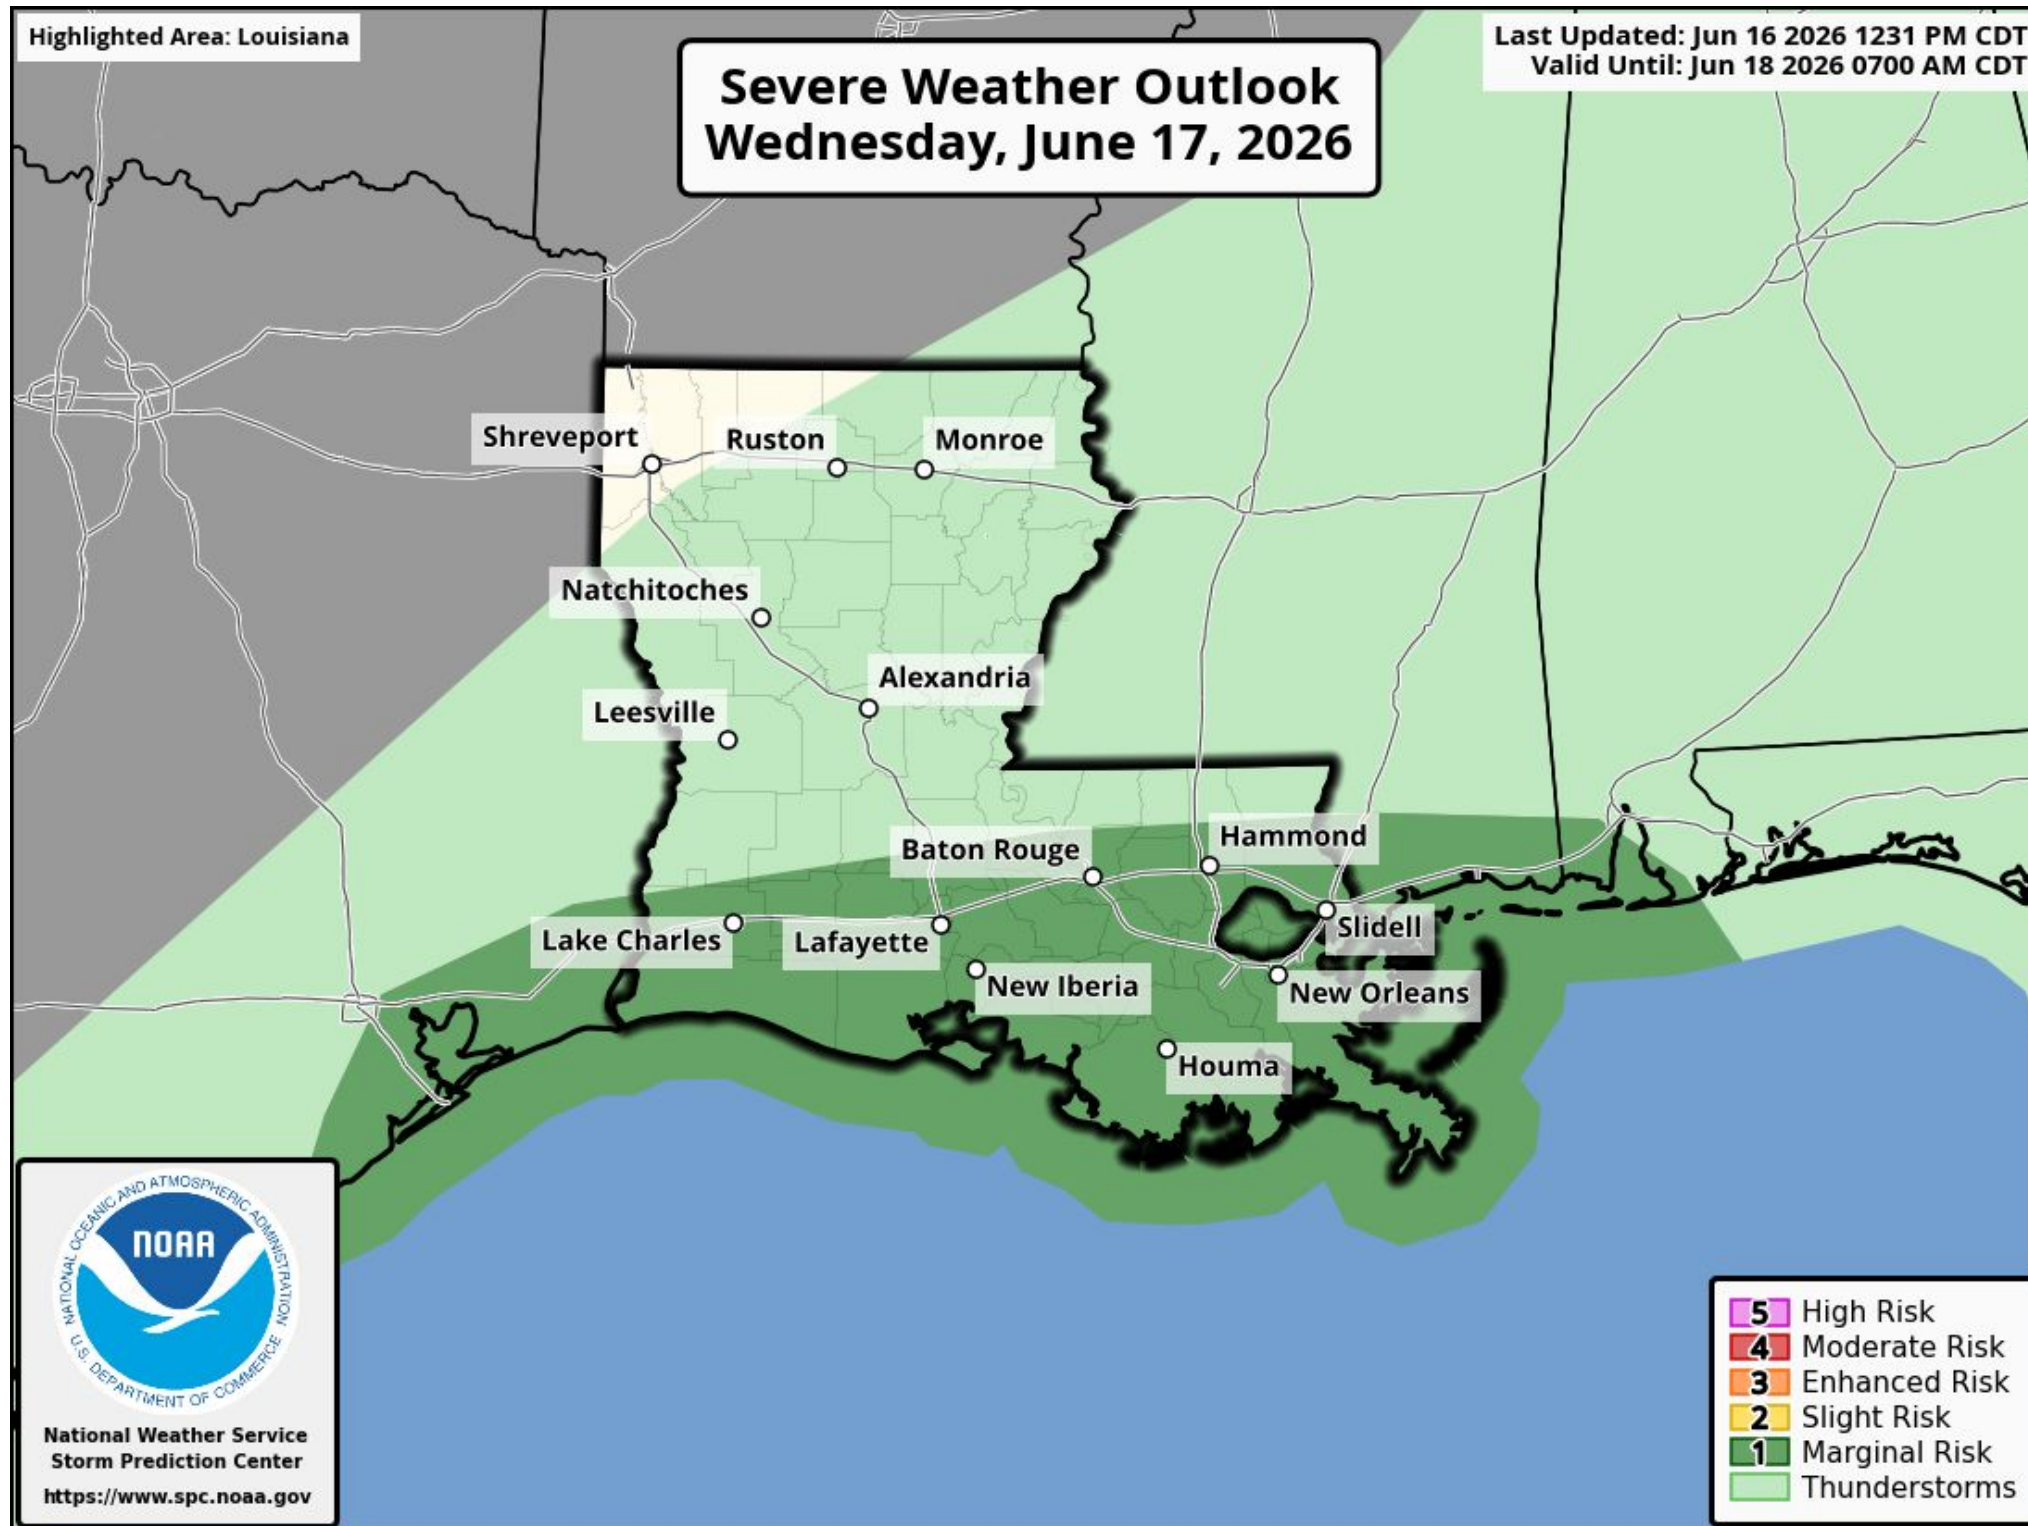 Highlighted Area: Louisiana
Last Updated: Jun 16 2026 1231 PM CDT
Valid Until: Jun 18 2026 0700 AM CDT
Severe Weather Outlook
Wednesday, June 17, 2026
Shreveport
Ruston
Monroe
Natchitoches
Alexandria
Leesville
Baton Rouge
Hammond
Lake Charles
Lafayette
Slidell
New Iberia
New Orleans
Houma
NATIONAL OCEANIC AND ATMOSPHERIC ADMINISTRATION
NOAA
U.S. DEPARTMENT OF COMMERCE
National Weather Service
Storm Prediction Center
https://www.spc.noaa.gov
5 High Risk
4 Moderate Risk
3 Enhanced Risk
2 Slight Risk
1 Marginal Risk
Thunderstorms